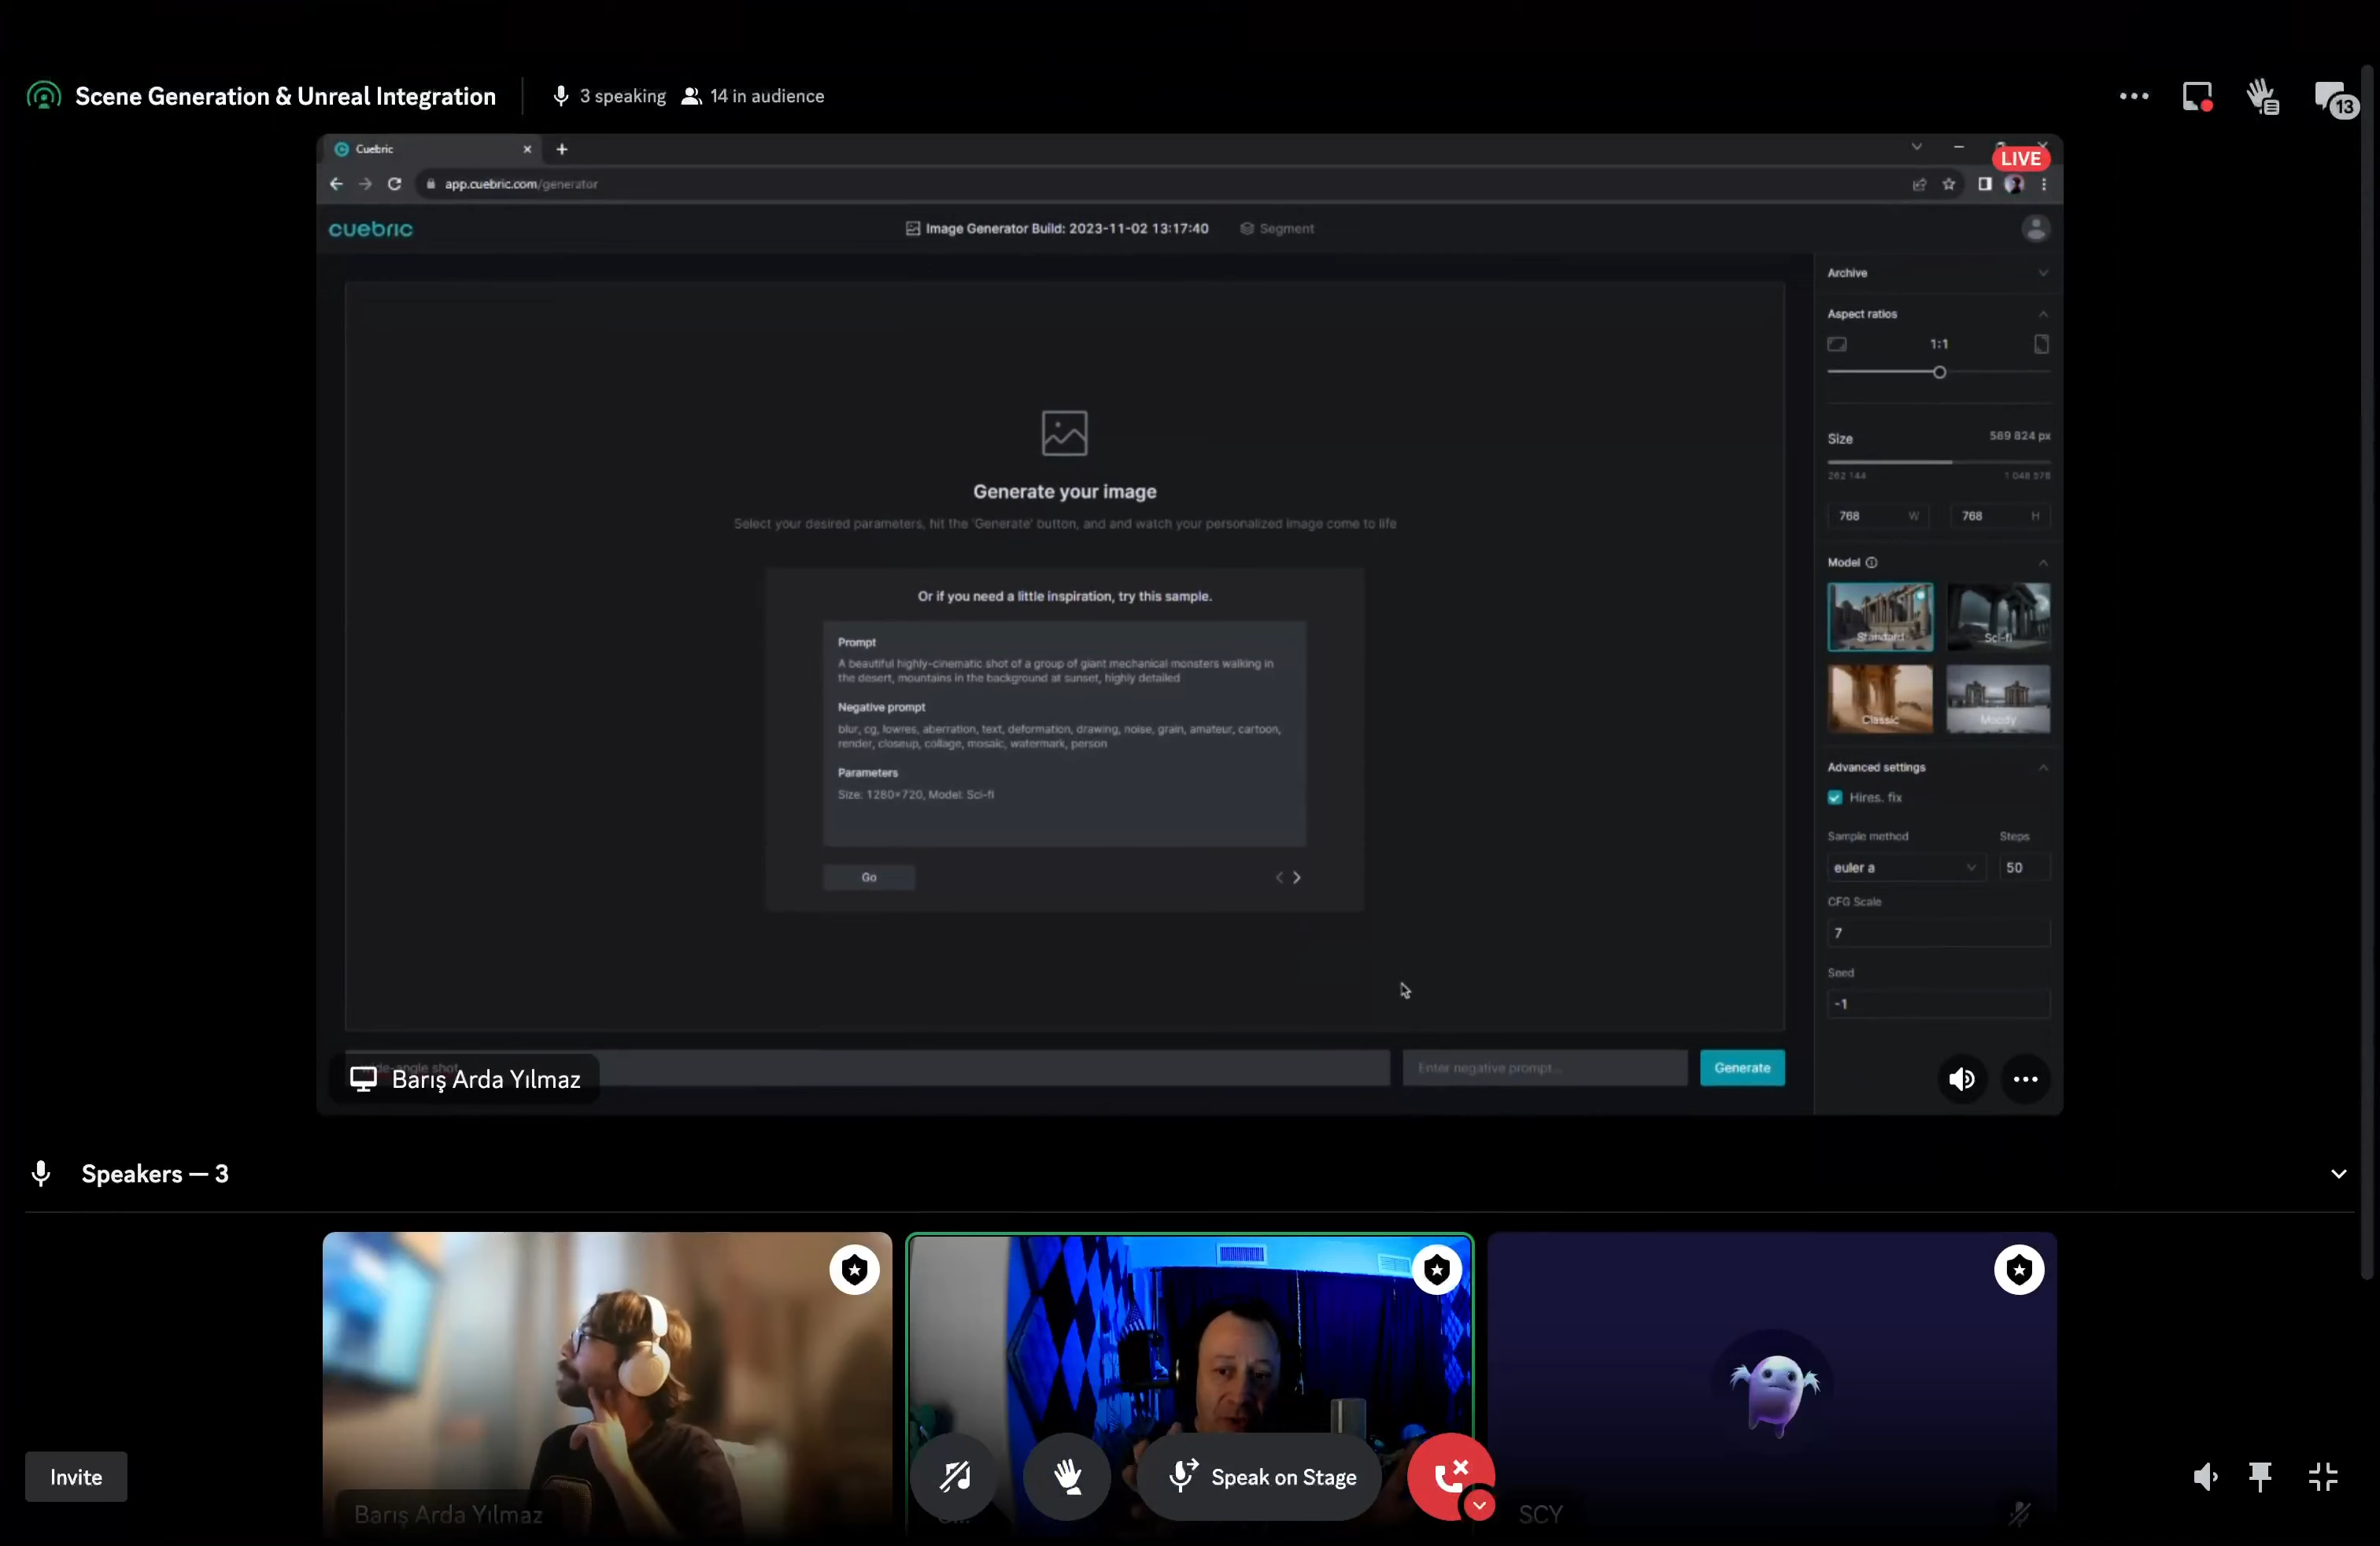 Scene Generation & Unreal Integration
3 speaking
14 in audience
13
Cuebric
LIVE
app.cuebric.com/generator
cuebric
Image Generator Build: 2023-11-02 13:17:40
Segment
Archive
Aspect ratios
1:1
Size
589 824 px
262 144
1 048 576
768 W
768 H
Generate your image
Select your desired parameters, hit the 'Generate' button, and and watch your personalized image come to life
Or if you need a little inspiration, try this sample.
Prompt
A beautiful highly-cinematic shot of a group of giant mechanical monsters walking in
the desert, mountains in the background at sunset, highly detailed
Negative prompt
blur, cg, lowres, aberration, text, deformation, drawing, noise, grain, amateur, cartoon,
render, closeup, collage, mosaic, watermark, person
Parameters
Size: 1280×720, Model: Sci-fi
Go
Model
Standard
Sci-fi
Classic
Moody
Advanced settings
Hires. fix
Sample method
Steps
euler a
50
CFG Scale
7
Seed
-1
Barış Arda Yılmaz
Enter negative prompt...
Generate
Speakers — 3
Invite
Barış Arda Yılmaz
Speak on Stage
SCY